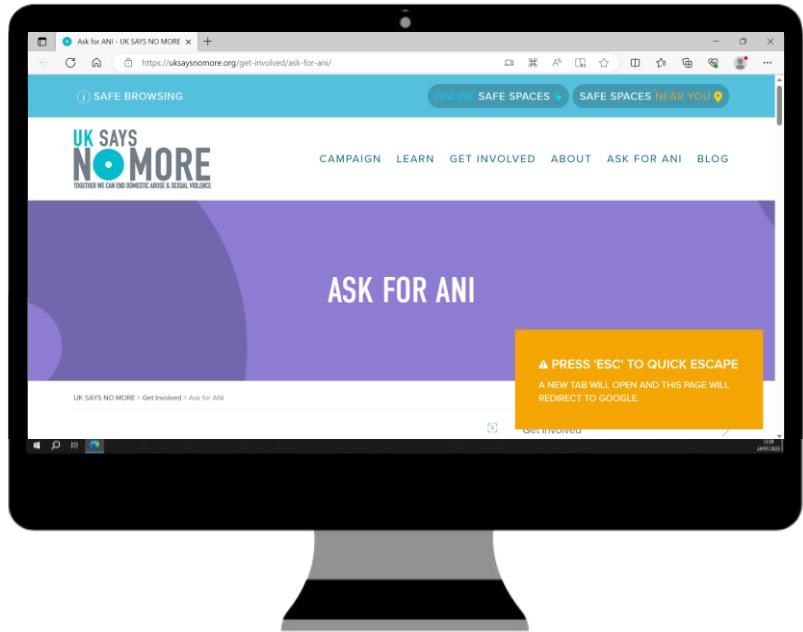 Ask for ANI - UK SAYS NO MORE
https://uksaysnomore.org/get-involved/ask-for-ani/
SAFE BROWSING
ONLINE SAFE SPACES
SAFE SPACES NEAR YOU
UK SAYS
NO MORE
TOGETHER WE CAN END DOMESTIC ABUSE & SEXUAL VIOLENCE
CAMPAIGN LEARN GET INVOLVED ABOUT ASK FOR ANI BLOG
ASK FOR ANI
PRESS 'ESC' TO QUICK ESCAPE
A NEW TAB WILL OPEN AND THIS PAGE WILL
REDIRECT TO GOOGLE.
UK SAYS NO MORE > Get Involved > Ask for ANI
Get Involved